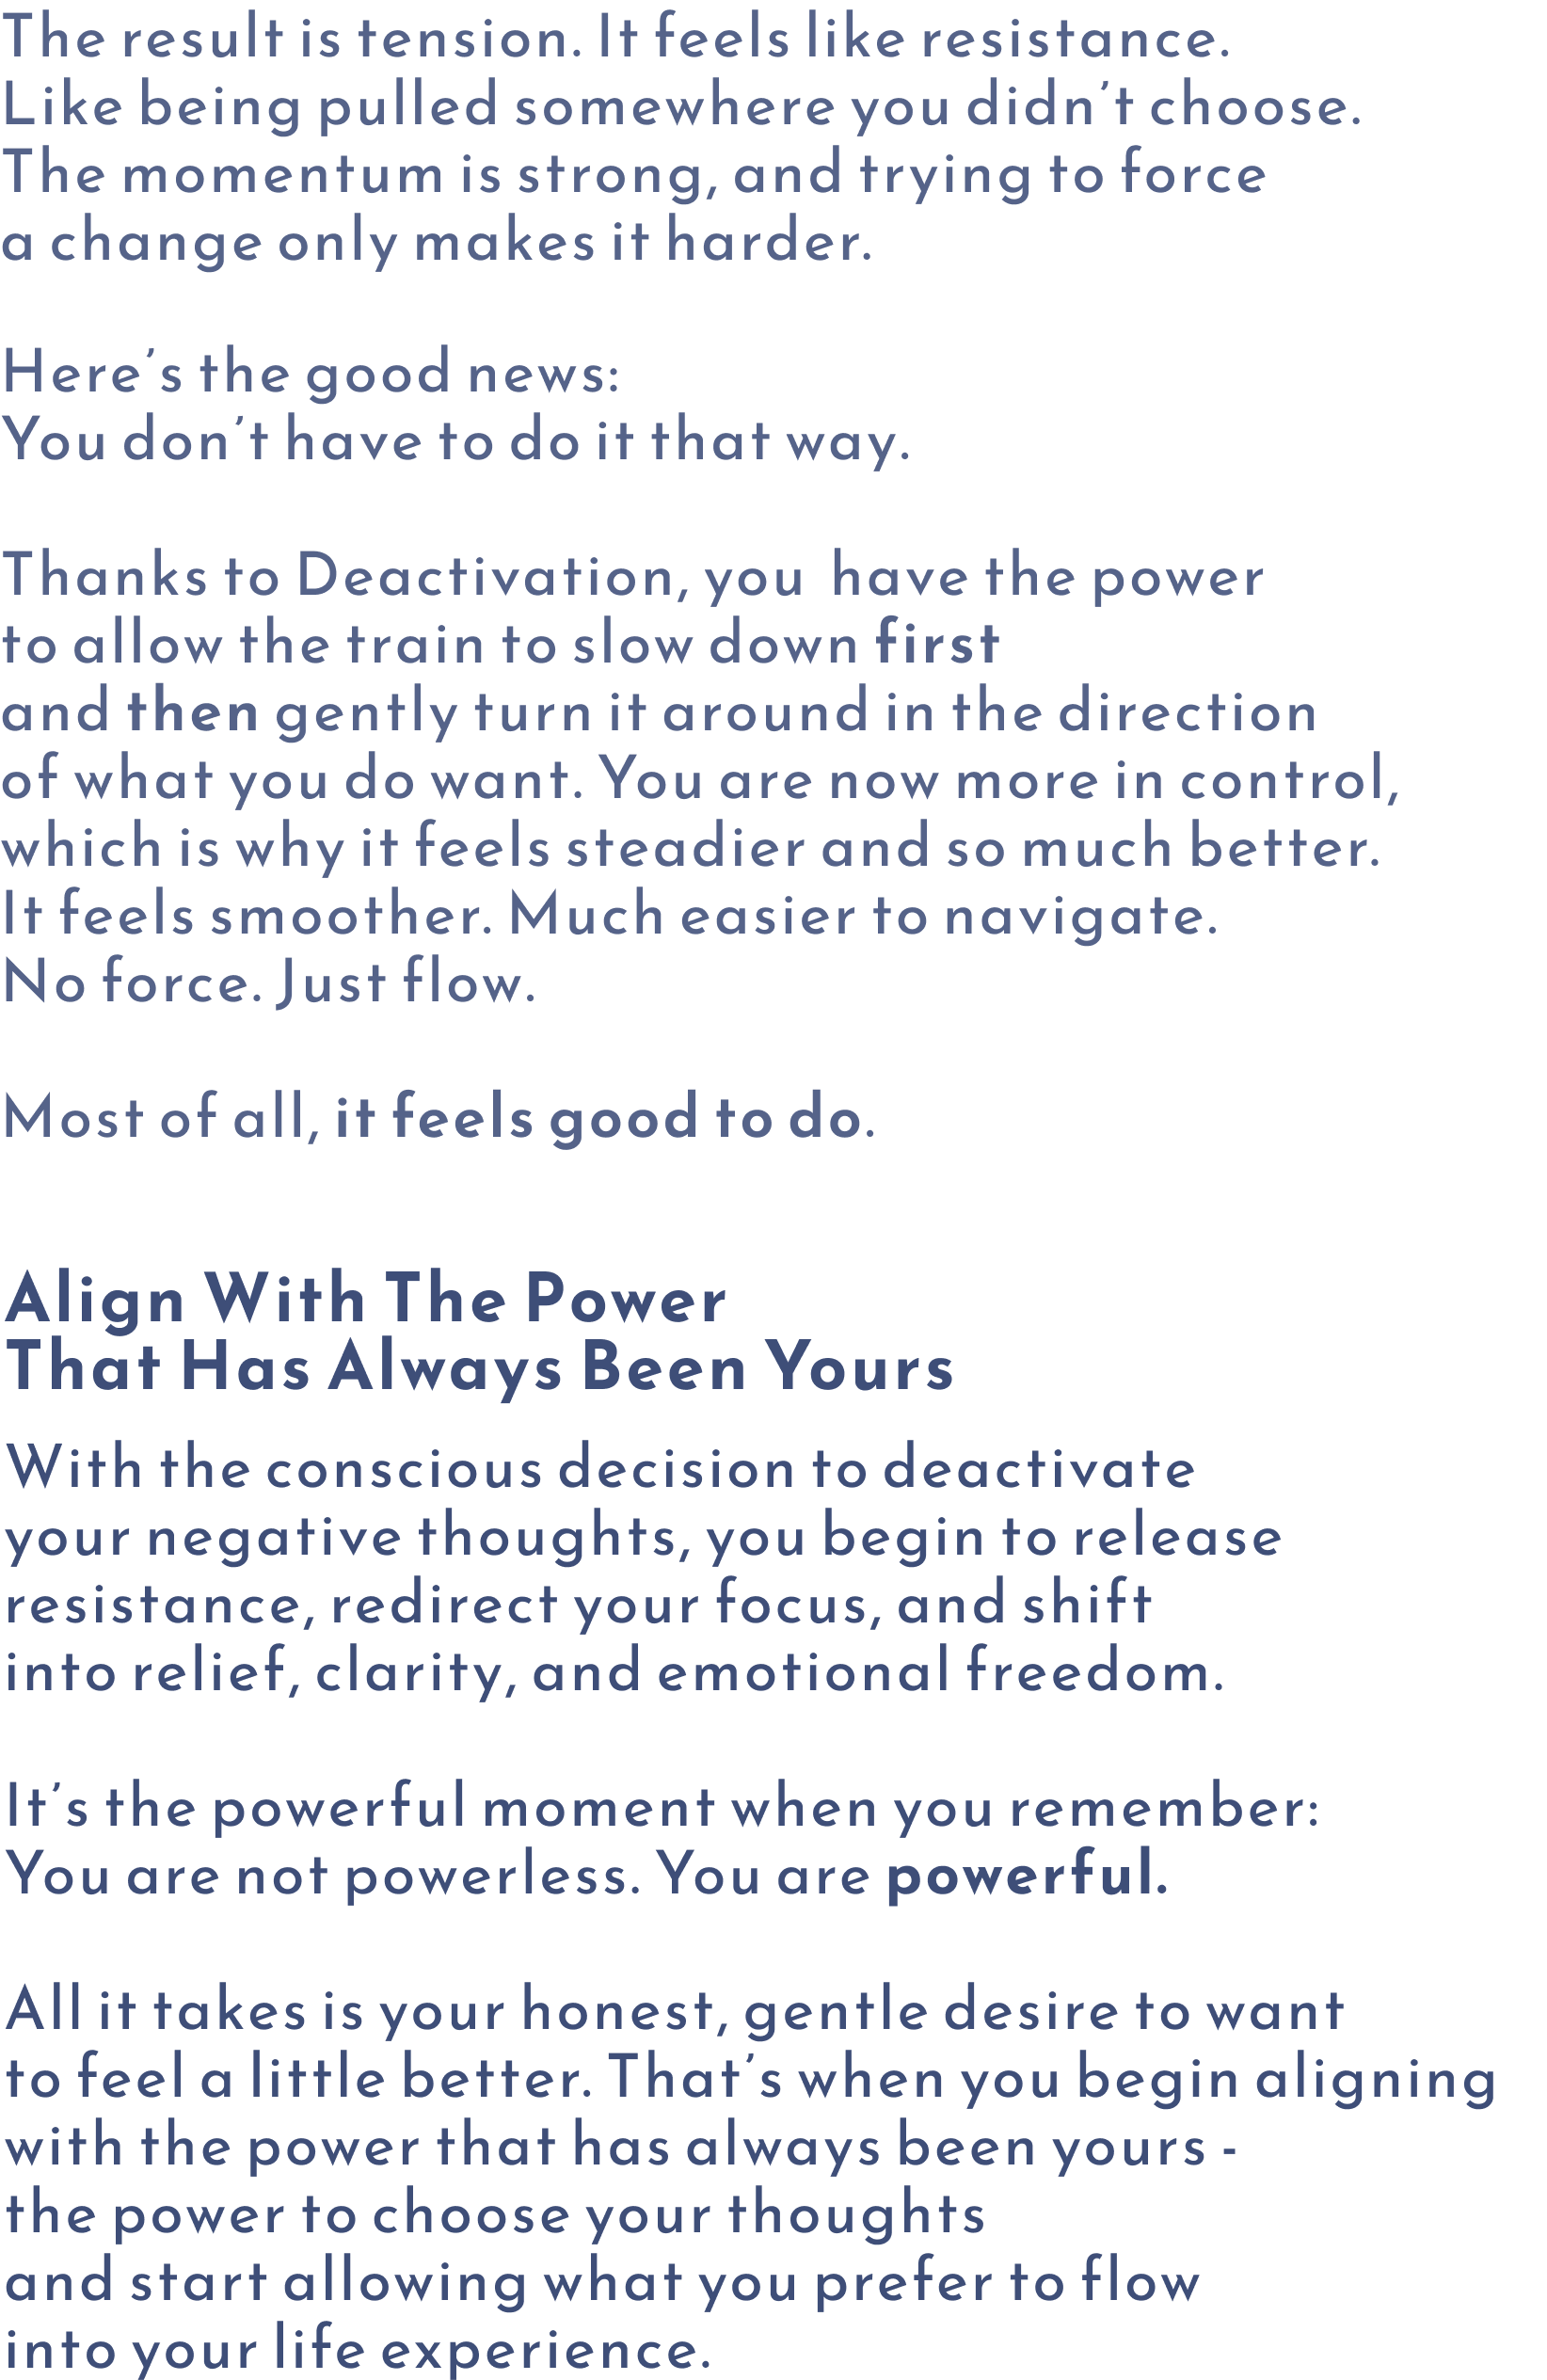 The result is tension. It feels like resistance.
Like being pulled somewhere you didn’t choose.
The momentum is strong, and trying to force
a change only makes it harder.
Here’s the good news:
You don’t have to do it that way.
Thanks to Deactivation, you  have the power
to allow the train to slow down first
and then gently turn it around in the direction
of what you do want. You are now more in control,
which is why it feels steadier and so much better.
It feels smoother. Much easier to navigate.
No force. Just flow.
Most of all, it feels good to do.
Align With The Power
That Has Always Been Yours
With the conscious decision to deactivate
your negative thoughts, you begin to release
resistance, redirect your focus, and shift
into relief, clarity, and emotional freedom.
It’s the powerful moment when you remember:
You are not powerless. You are powerful.
All it takes is your honest, gentle desire to want
to feel a little better. That’s when you begin aligning
with the power that has always been yours -
the power to choose your thoughts
and start allowing what you prefer to flow
into your life experience.